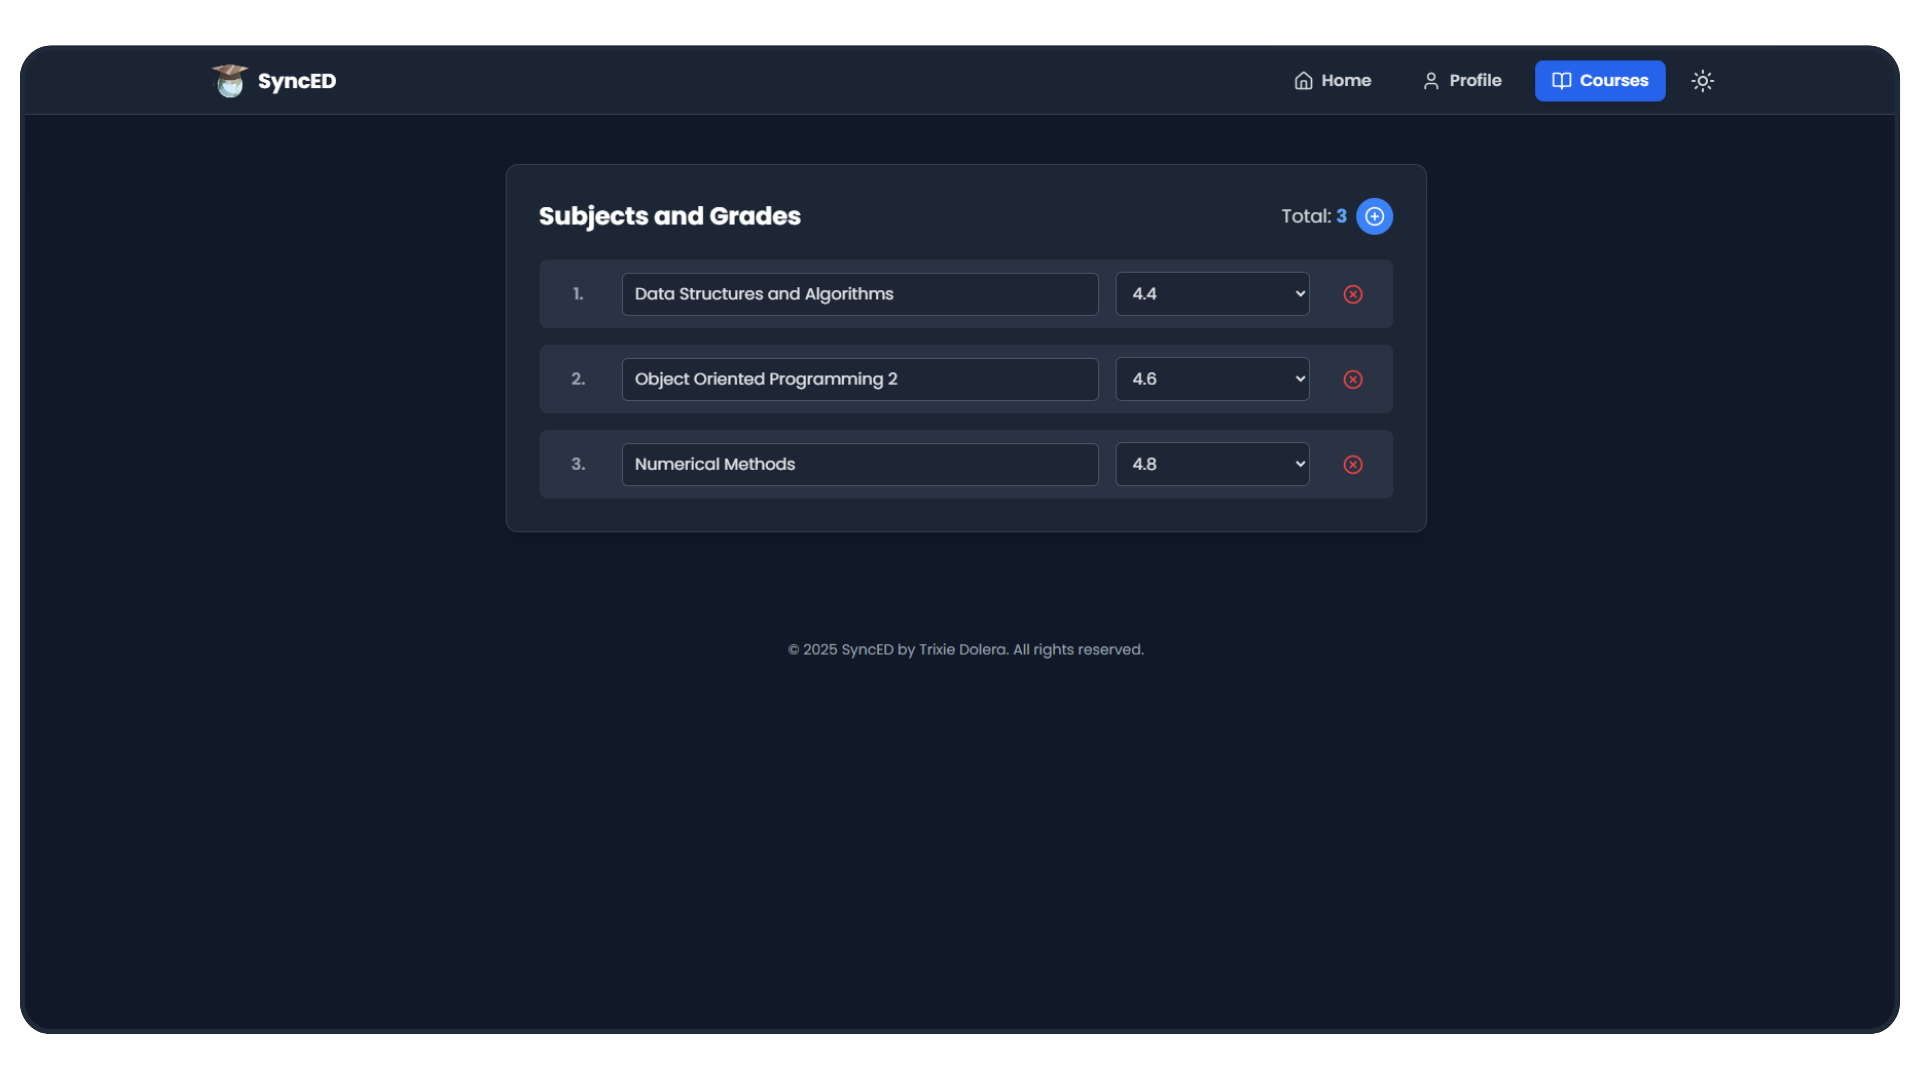 SyncED
Home
Profile
Courses
Subjects and Grades
Total: 3
1.
Data Structures and Algorithms
4.4
2.
Object Oriented Programming 2
4.6
3.
Numerical Methods
4.8
© 2025 SyncED by Trixie Dolera. All rights reserved.